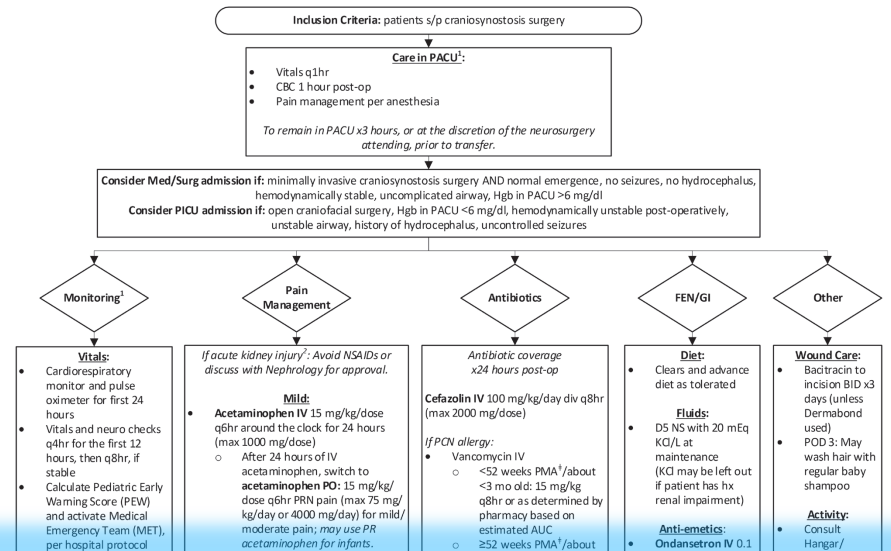 Inclusion Criteria: patients s/p craniosynostosis surgery
Care in PACU¹:
• Vitals q1hr
• CBC 1 hour post-op
• Pain management per anesthesia
To remain in PACU x3 hours, or at the discretion of the neurosurgery
attending, prior to transfer.
Consider Med/Surg admission if: minimally invasive craniosynostosis surgery AND normal emergence, no seizures, no hydrocephalus,
hemodynamically stable, uncomplicated airway, Hgb in PACU >6 mg/dl
Consider PICU admission if: open craniofacial surgery, Hgb in PACU <6 mg/dl, hemodynamically unstable post-operatively,
unstable airway, history of hydrocephalus, uncontrolled seizures
Monitoring¹
Pain
Management
Antibiotics
FEN/GI
Other
Vitals:
• Cardiorespiratory
monitor and pulse
oximeter for first 24
hours
• Vitals and neuro checks
q4hr for the first 12
hours, then q8hr, if
stable
• Calculate Pediatric Early
Warning Score (PEW)
and activate Medical
Emergency Team (MET),
per hospital protocol
If acute kidney injury²: Avoid NSAIDs or
discuss with Nephrology for approval.
Mild:
• Acetaminophen IV 15 mg/kg/dose
q6hr around the clock for 24 hours
(max 1000 mg/dose)
○ After 24 hours of IV
acetaminophen, switch to
acetaminophen PO: 15 mg/kg/
dose q6hr PRN pain (max 75 mg/
kg/day or 4000 mg/day) for mild/
moderate pain; may use PR
acetaminophen for infants.
Antibiotic coverage
x24 hours post-op
Cefazolin IV 100 mg/kg/day div q8hr
(max 2000 mg/dose)
If PCN allergy:
• Vancomycin IV
○ <52 weeks PMA†/about
<3 mo old: 15 mg/kg
q8hr or as determined by
pharmacy based on
estimated AUC
○ ≥52 weeks PMA†/about
Diet:
• Clears and advance
diet as tolerated
Fluids:
• D5 NS with 20 mEq
KCl/L at
maintenance
(KCl may be left out
if patient has hx
renal impairment)
Anti-emetics:
• Ondansetron IV 0.1
Wound Care:
• Bacitracin to
incision BID x3
days (unless
Dermabond
used)
• POD 3: May
wash hair with
regular baby
shampoo
Activity:
• Consult
Hangar/